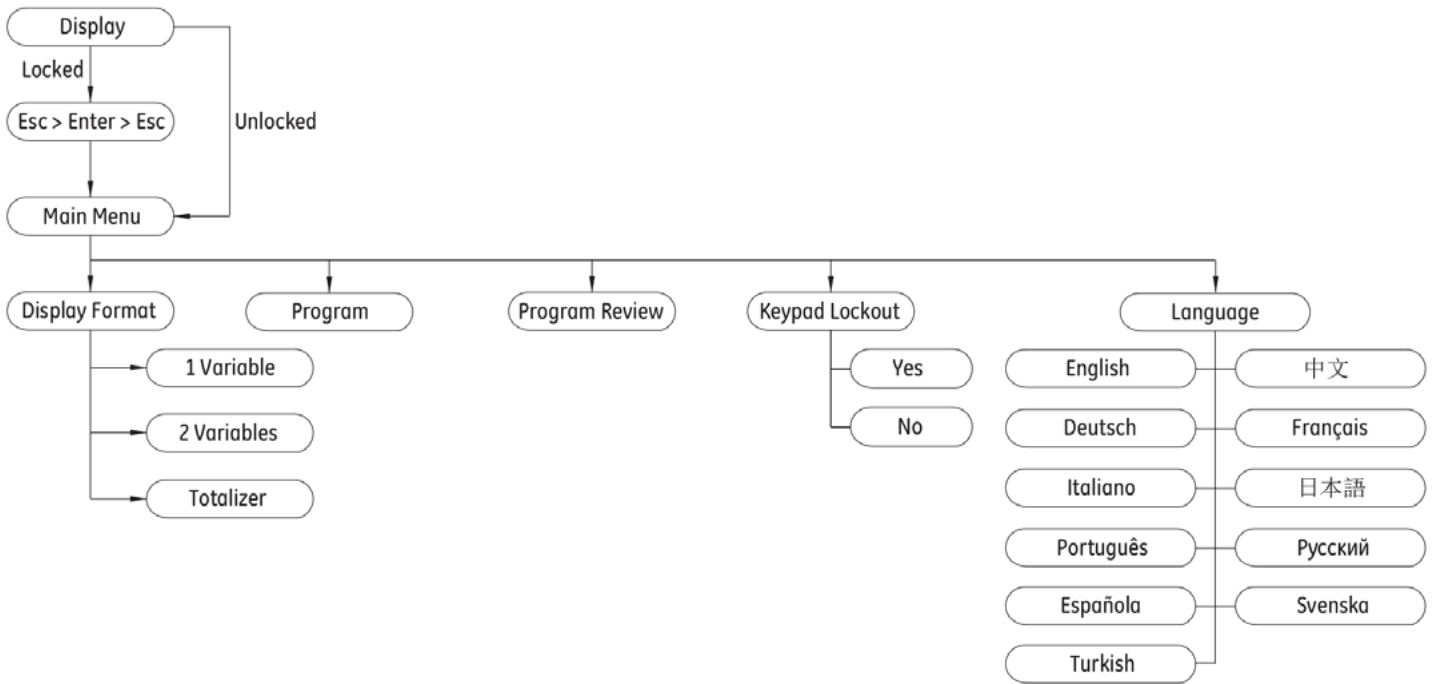 Display
Locked
Esc > Enter > Esc
Unlocked
Main Menu
Display Format
Program
Program Review
Keypad Lockout
Language
1 Variable
2 Variables
Totalizer
Yes
No
English
中文
Deutsch
Français
Italiano
日本語
Português
Русский
Española
Svenska
Turkish